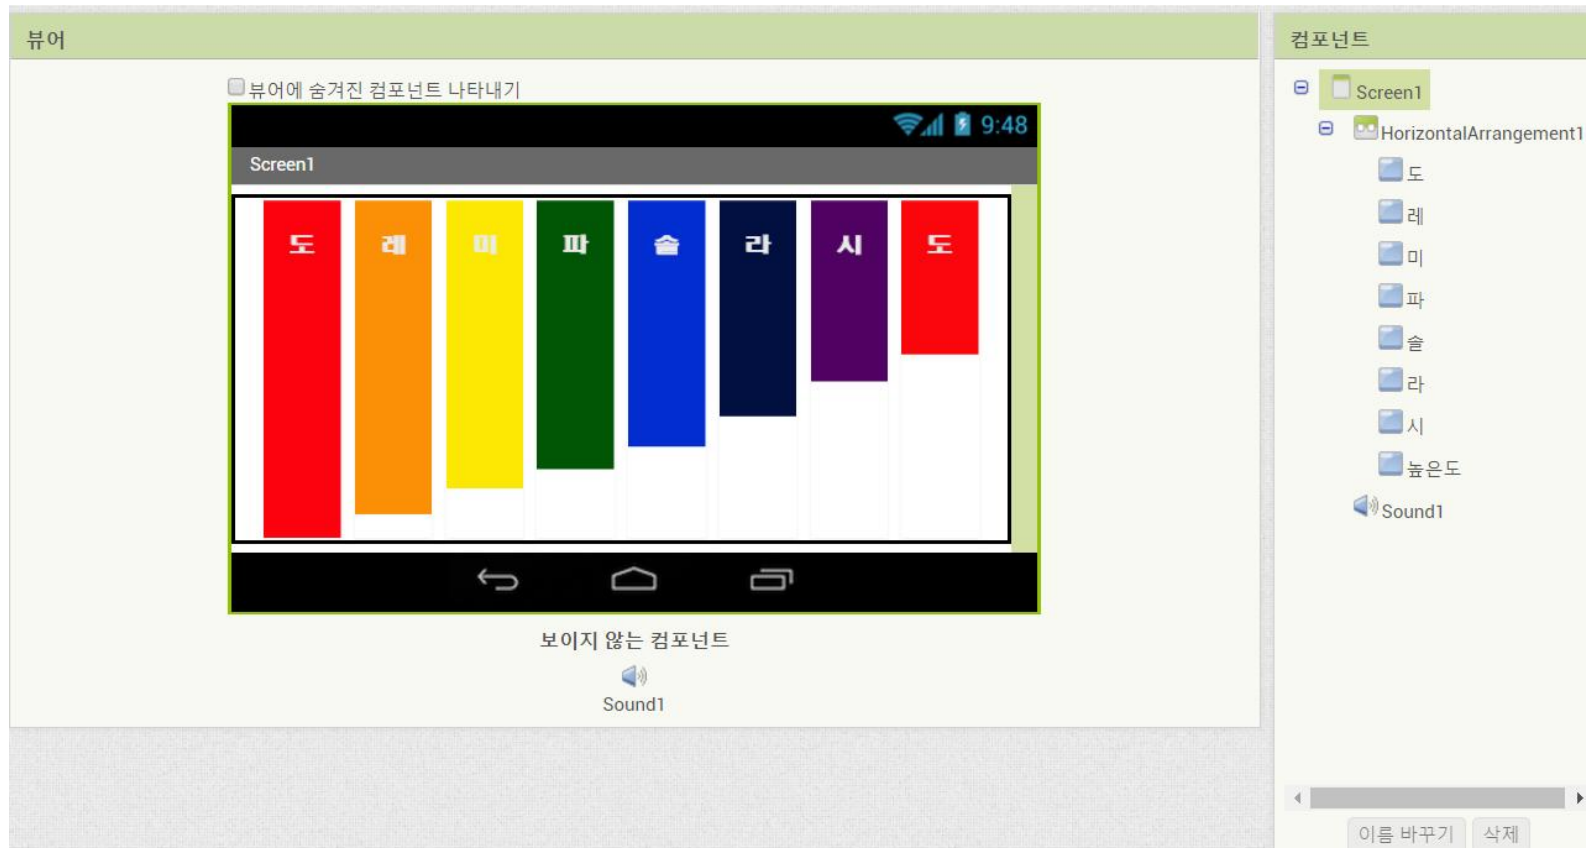 뷰어
뷰어에 숨겨진 컴포넌트 나타내기
9:48
Screen1
도 레 미 파 솔 라 시 도
보이지 않는 컴포넌트
Sound1
컴포넌트
Screen1
HorizontalArrangement1
도
레
미
파
솔
라
시
높은도
Sound1
이름 바꾸기 삭제